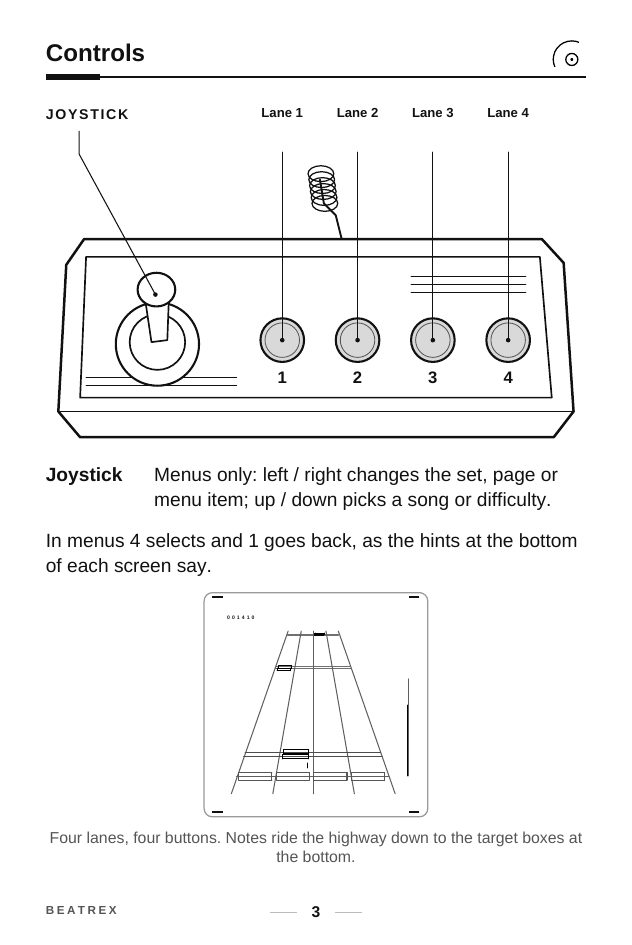 Controls
JOYSTICK
Lane 1 Lane 2 Lane 3 Lane 4
1 2 3 4
Joystick Menus only: left / right changes the set, page or
menu item; up / down picks a song or difficulty.
In menus 4 selects and 1 goes back, as the hints at the bottom
of each screen say.
001410
Four lanes, four buttons. Notes ride the highway down to the target boxes at
the bottom.
BEATREX 3